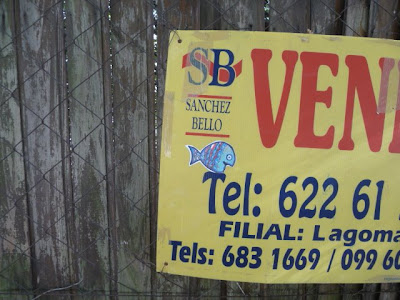 SB
SANCHEZ
BELLO
VEN
Tel: 622 61
FILIAL: Lagoma
Tels: 683 1669 / 099 60